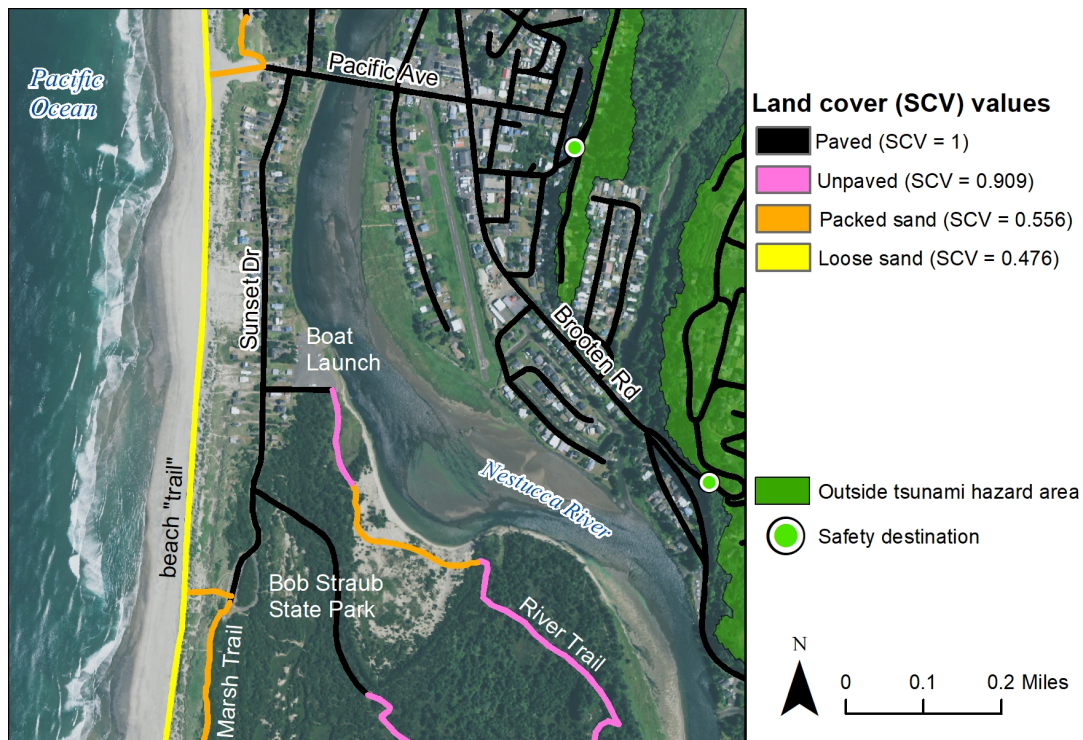 Pacific
Ocean
Pacific Ave
Sunset Dr
Boat
Launch
Brooten Rd
Nestucca River
beach "trail"
Bob Straub
State Park
River Trail
Marsh Trail
Land cover (SCV) values
Paved (SCV = 1)
Unpaved (SCV = 0.909)
Packed sand (SCV = 0.556)
Loose sand (SCV = 0.476)
Outside tsunami hazard area
Safety destination
N
0 0.1 0.2 Miles